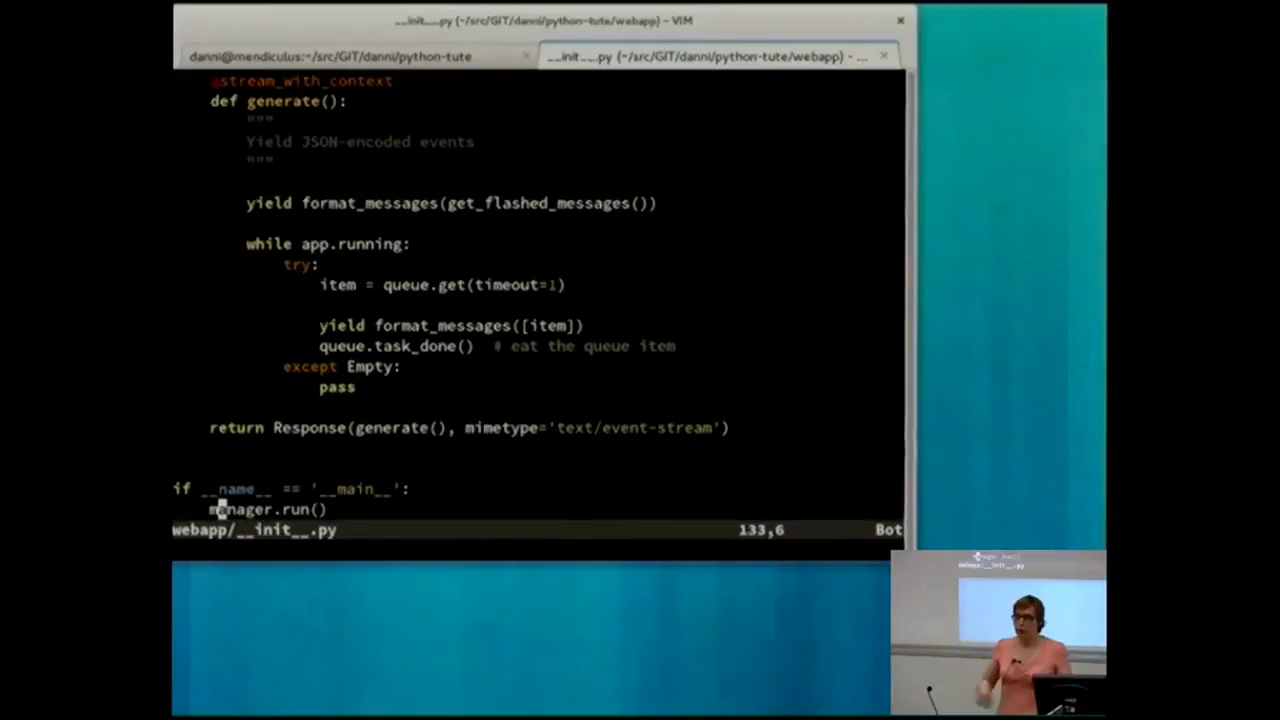 __init__.py (~/src/GIT/danni/python-tute/webapp) - VIM
danni@mendiculus:~/src/GIT/danni/python-tute
__init__.py (~/src/GIT/danni/python-tute/webapp) - ...
@stream_with_context
def generate():
"""
Yield JSON-encoded events
"""
yield format_messages(get_flashed_messages())
while app.running:
try:
item = queue.get(timeout=1)
yield format_messages([item])
queue.task_done()  # eat the queue item
except Empty:
pass
return Response(generate(), mimetype='text/event-stream')
if __name__ == '__main__':
manager.run()
webapp/__init__.py 133,6 Bot
webapp/__init__.py